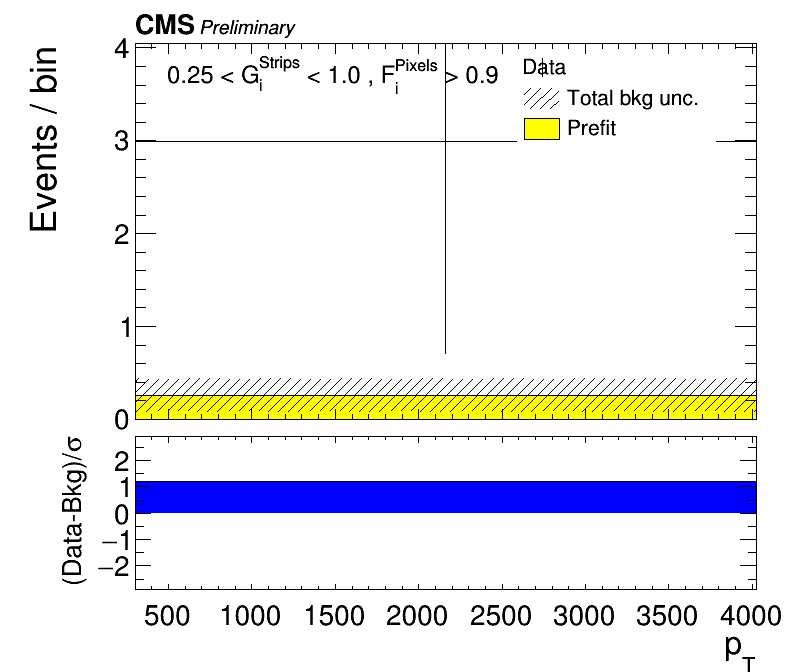 CMS Preliminary
4
0.25 < G_i^Strips < 1.0 , F_i^Pixels > 0.9
Data
Total bkg unc.
Prefit
Events / bin
3
2
1
0
(Data-Bkg)/σ
2
1
0
−1
−2
500 1000 1500 2000 2500 3000 3500 4000
p_T